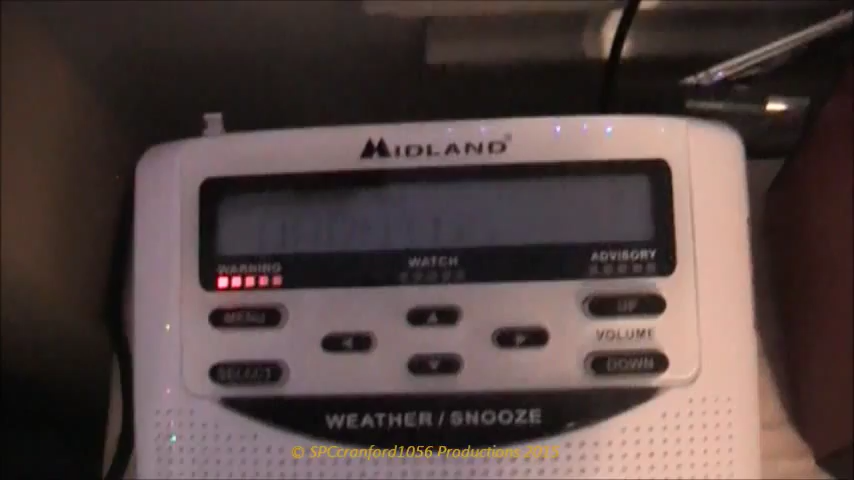 MIDLAND
WARNING
WATCH
ADVISORY
MENU
UP
VOLUME
SELECT
DOWN
WEATHER / SNOOZE
© SPCcranford1056 Productions 2013